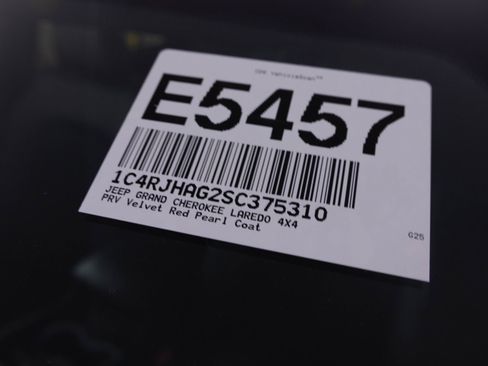 E5457
1C4RJHAG2SC375310
JEEP GRAND CHEROKEE LAREDO 4X4
PRV Velvet Red Pearl Coat
G25